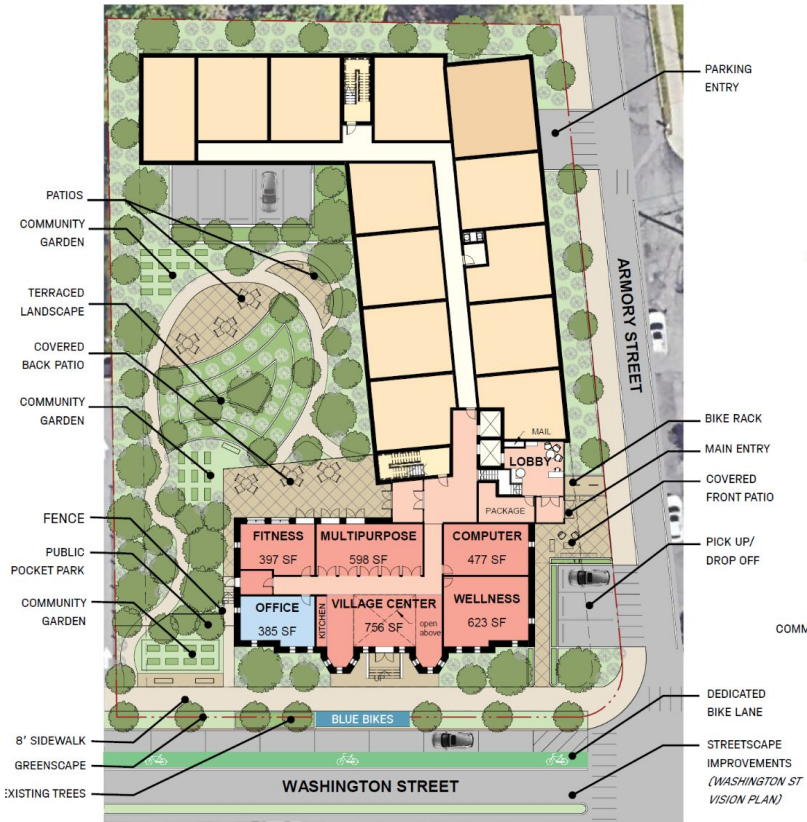 PARKING
ENTRY
PATIOS
COMMUNITY
GARDEN
TERRACED
LANDSCAPE
COVERED
BACK PATIO
COMMUNITY
GARDEN
FENCE
PUBLIC
POCKET PARK
COMMUNITY
GARDEN
8' SIDEWALK
GREENSCAPE
EXISTING TREES
ARMORY STREET
MAIL
LOBBY
PACKAGE
FITNESS
397 SF
MULTIPURPOSE
598 SF
COMPUTER
477 SF
OFFICE
385 SF
KITCHEN
VILLAGE CENTER
756 SF
open
above
WELLNESS
623 SF
BLUE BIKES
WASHINGTON STREET
BIKE RACK
MAIN ENTRY
COVERED
FRONT PATIO
PICK UP/
DROP OFF
COMM
DEDICATED
BIKE LANE
STREETSCAPE
IMPROVEMENTS
(WASHINGTON ST
VISION PLAN)